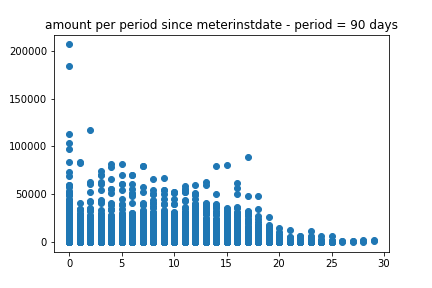 amount per period since meterinstdate - period = 90 days
200000
150000
100000
50000
0
0 5 10 15 20 25 30